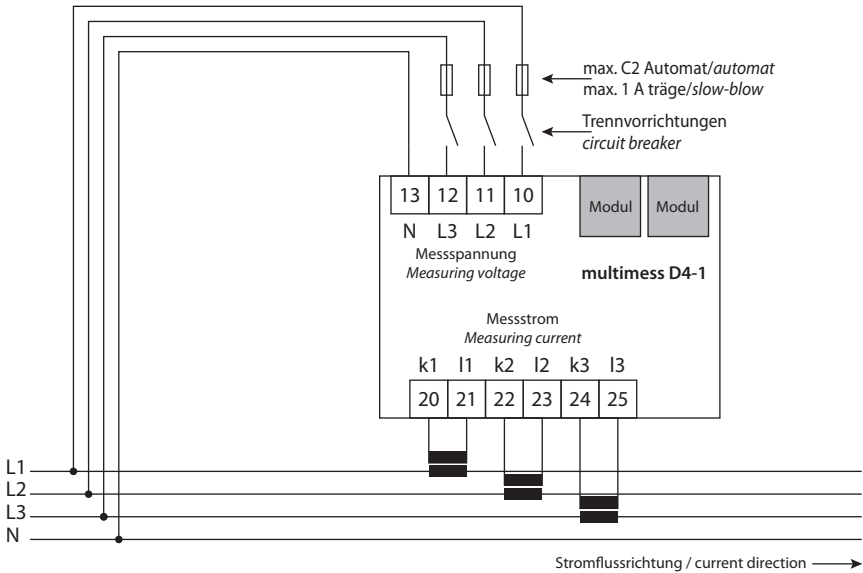 max. C2 Automat/automat
max. 1 A träge/slow-blow
Trennvorrichtungen
circuit breaker
13 12 11 10
Modul Modul
N L3 L2 L1
Messspannung
Measuring voltage
multimess D4-1
Messstrom
Measuring current
k1 l1 k2 l2 k3 l3
20 21 22 23 24 25
L1
L2
L3
N
Stromflussrichtung / current direction